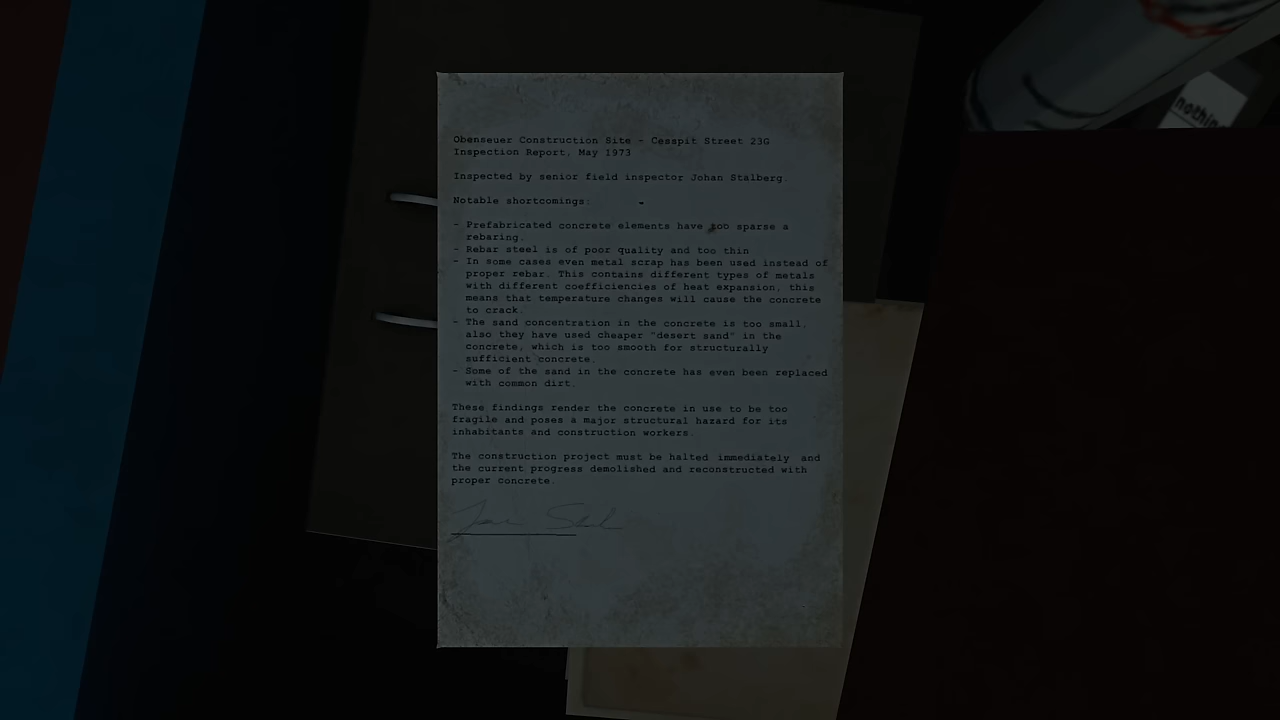 nothing
Obenseuer Construction Site - Cesspit Street 23G
Inspection Report, May 1973
Inspected by senior field inspector Johan Stalberg.
Notable shortcomings:
- Prefabricated concrete elements have too sparse a
rebaring.
- Rebar steel is of poor quality and too thin
- In some cases even metal scrap has been used instead of
proper rebar. This contains different types of metals
with different coefficiencies of heat expansion, this
means that temperature changes will cause the concrete
to crack.
- The sand concentration in the concrete is too small,
also they have used cheaper "desert sand" in the
concrete, which is too smooth for structurally
sufficient concrete.
- Some of the sand in the concrete has even been replaced
with common dirt.
These findings render the concrete in use to be too
fragile and poses a major structural hazard for its
inhabitants and construction workers.
The construction project must be halted immediately and
the current progress demolished and reconstructed with
proper concrete.